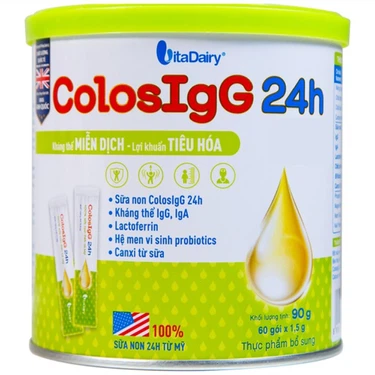 VitaDairy®
ColosIgG 24h
Kháng thể MIỄN DỊCH - Lợi khuẩn TIÊU HÓA
• Sữa non ColosIgG 24h
• Kháng thể IgG, IgA
• Lactoferrin
• Hệ men vi sinh probiotics
• Canxi từ sữa
ColosIgG 24h
Khối lượng tịnh: 90g
60 gói x 1,5g
Thực phẩm bổ sung
100%
SỮA NON 24H TỪ MỸ